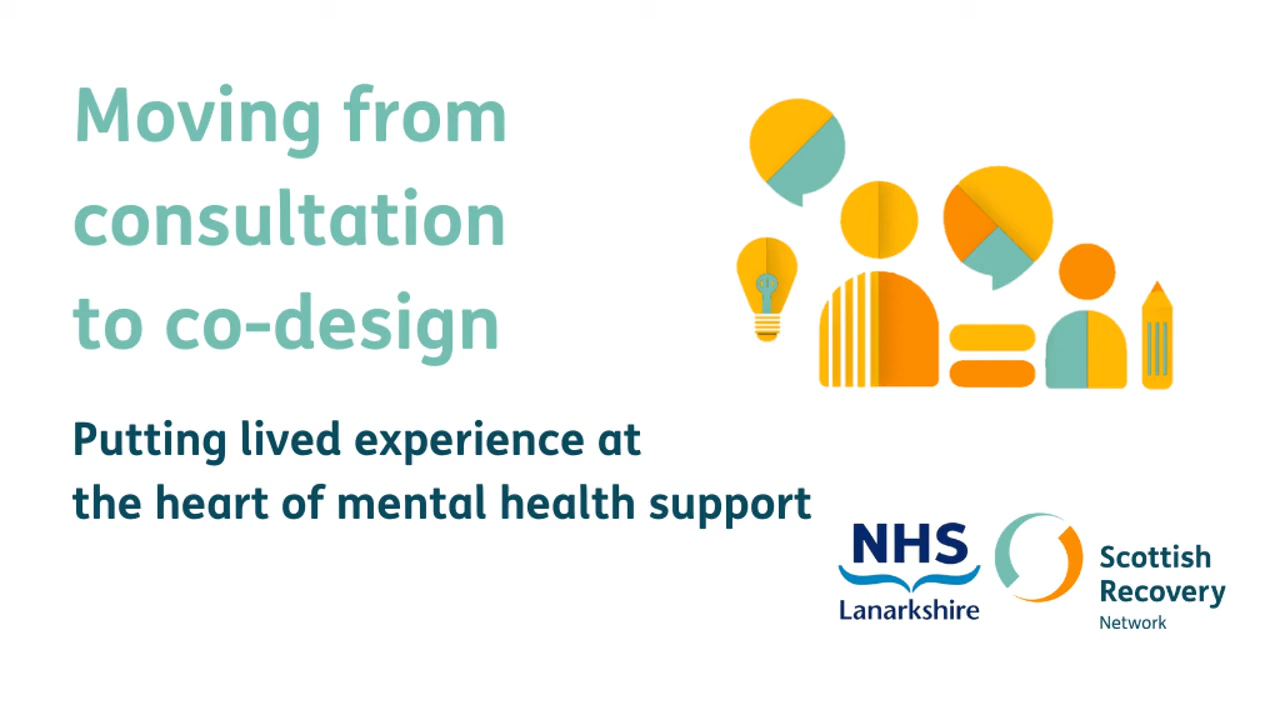 Moving from
consultation
to co-design
Putting lived experience at
the heart of mental health support
NHS
Lanarkshire
Scottish
Recovery
Network